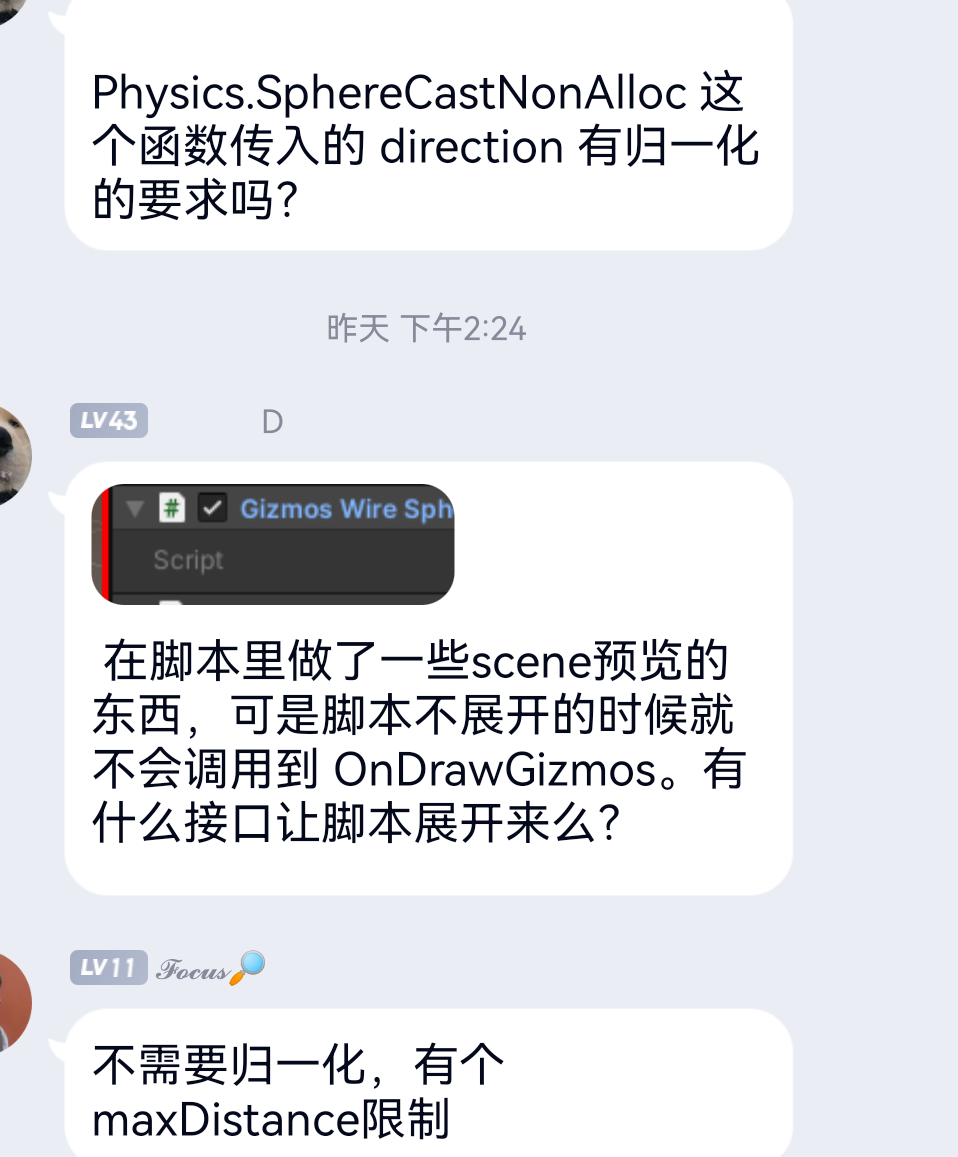 Physics.SphereCastNonAlloc 这
个函数传入的 direction 有归一化
的要求吗？
昨天 下午2:24
LV43 D
Gizmos Wire Sph
Script
在脚本里做了一些scene预览的
东西，可是脚本不展开的时候就
不会调用到 OnDrawGizmos。有
什么接口让脚本展开来么？
LV11 ℱ𝒸𝓊𝓈🔎
不需要归一化，有个
maxDistance限制